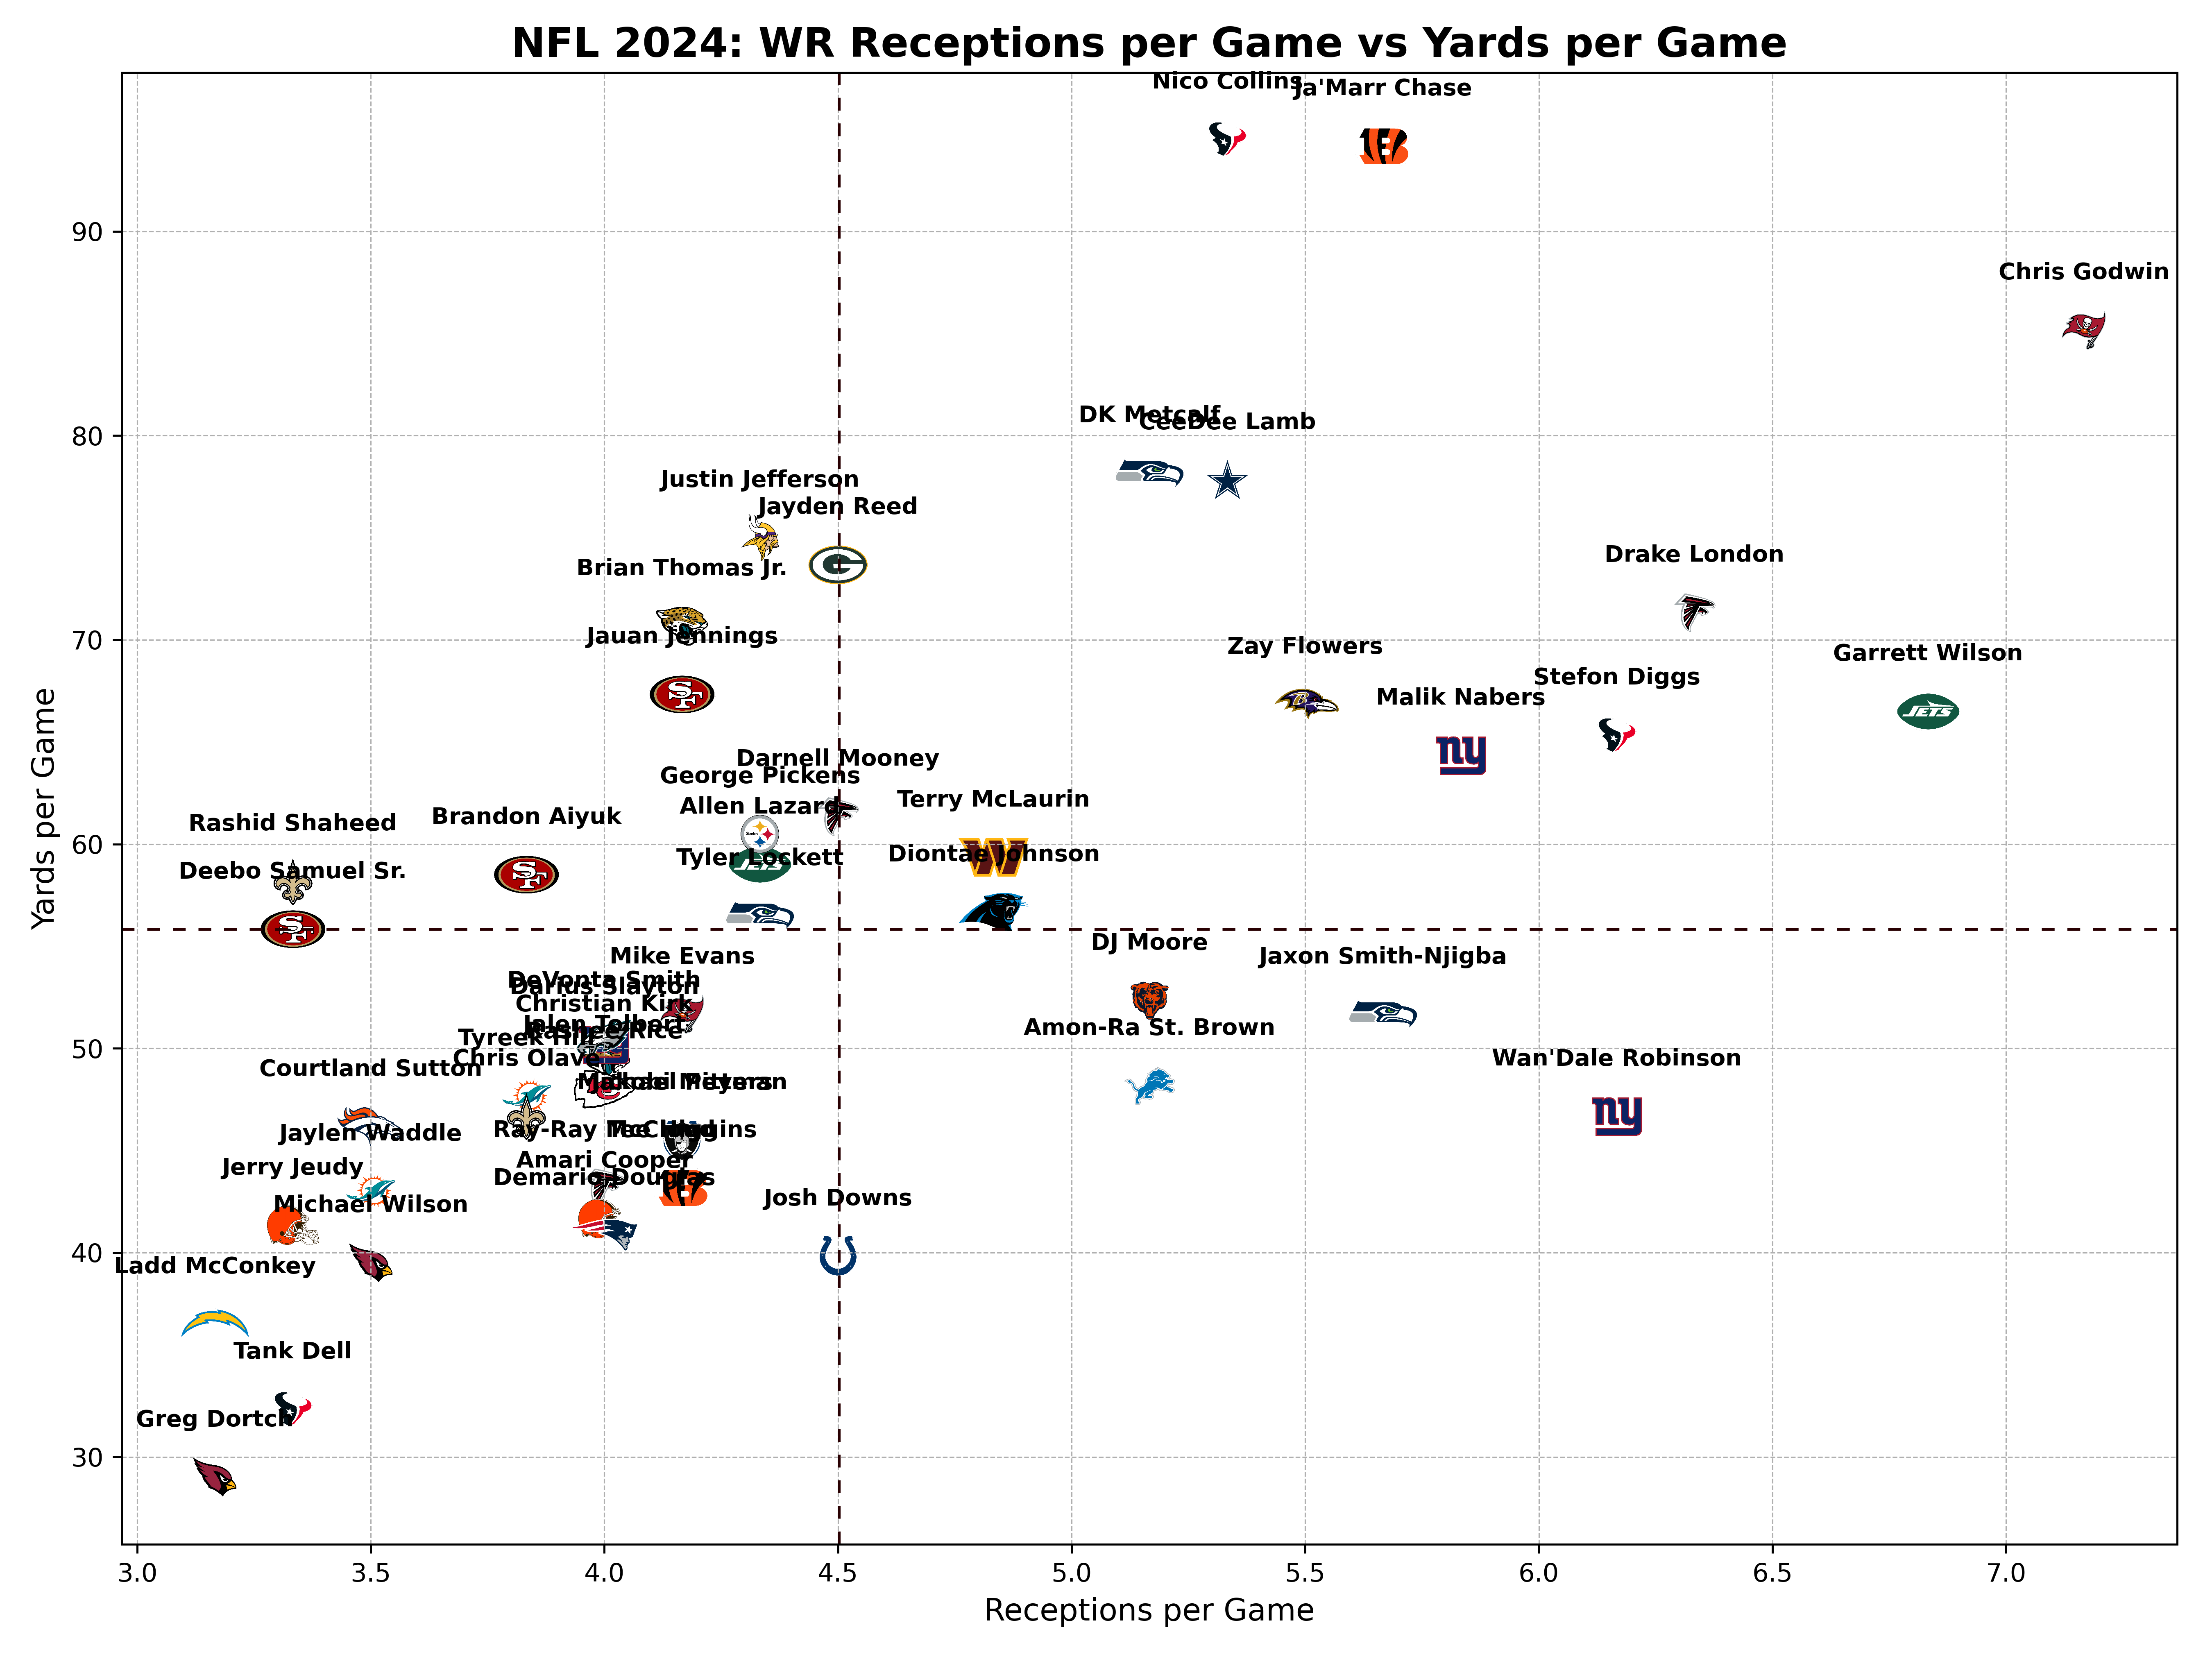 NFL 2024: WR Receptions per Game vs Yards per Game
Nico Collins
Ja'Marr Chase
90
Chris Godwin
DK Metcalf
CeeDee Lamb
80
Justin Jefferson
Jayden Reed
Brian Thomas Jr.
Drake London
Jauan Jennings
70
Zay Flowers
Garrett Wilson
Stefon Diggs
Malik Nabers
ny
JETS
Darnell Mooney
George Pickens
Allen Lazard
Terry McLaurin
Brandon Aiyuk
Rashid Shaheed
60
Tyler Lockett
Diontae Johnson
Deebo Samuel Sr.
Mike Evans
DJ Moore
Jaxon Smith-Njigba
DeVonta Smith
Darius Slayton
Christian Kirk
Jalen Tolbert
Rashee Rice
Amon-Ra St. Brown
50
Tyreek Hill
Chris Olave
Wan'Dale Robinson
Courtland Sutton
Jakobi Meyers
Michael Pittman
ny
Jaylen Waddle
Ray-Ray McCloud
Tee Higgins
Jerry Jeudy
Amari Cooper
Demario Douglas
Michael Wilson
Josh Downs
40
Ladd McConkey
Tank Dell
Greg Dortch
30
3.0 3.5 4.0 4.5 5.0 5.5 6.0 6.5 7.0
Receptions per Game
Yards per Game